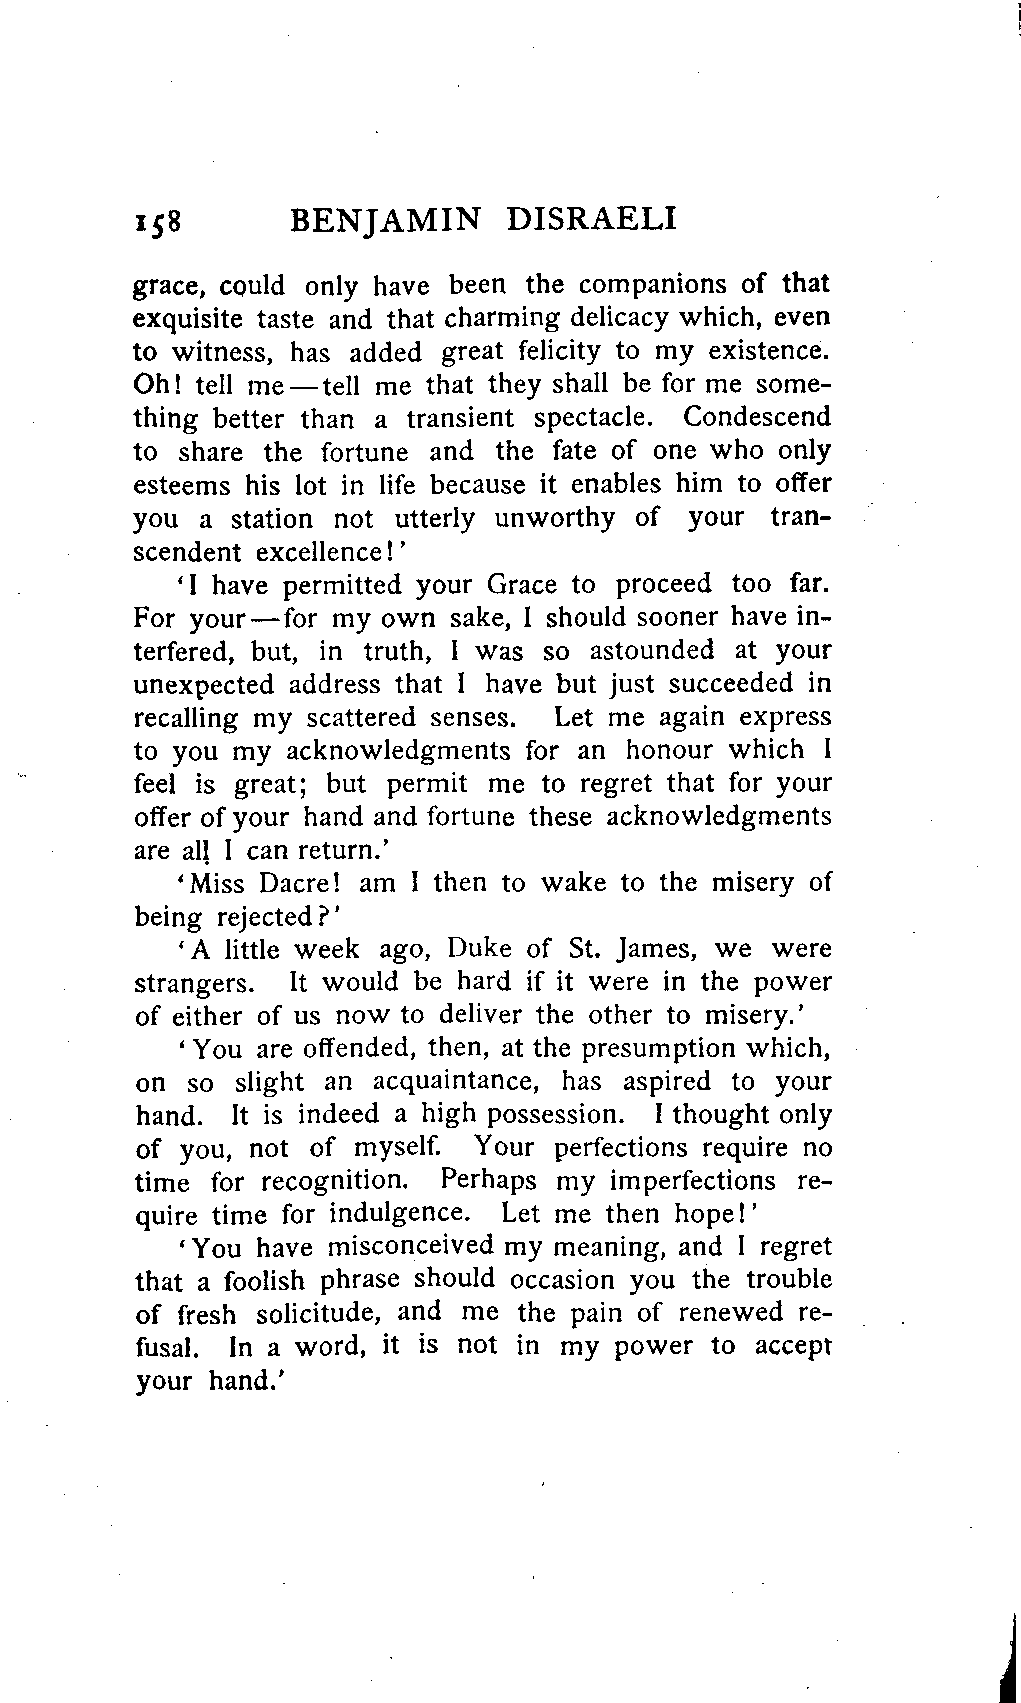 158 BENJAMIN DISRAELI
grace, could only have been the companions of that
exquisite taste and that charming delicacy which, even
to witness, has added great felicity to my existence.
Oh! tell me—tell me that they shall be for me some-
thing better than a transient spectacle. Condescend
to share the fortune and the fate of one who only
esteems his lot in life because it enables him to offer
you a station not utterly unworthy of your tran-
scendent excellence!'
'I have permitted your Grace to proceed too far.
For your—for my own sake, I should sooner have in-
terfered, but, in truth, I was so astounded at your
unexpected address that I have but just succeeded in
recalling my scattered senses. Let me again express
to you my acknowledgments for an honour which I
feel is great; but permit me to regret that for your
offer of your hand and fortune these acknowledgments
are all I can return.'
'Miss Dacre! am I then to wake to the misery of
being rejected?'
'A little week ago, Duke of St. James, we were
strangers. It would be hard if it were in the power
of either of us now to deliver the other to misery.'
'You are offended, then, at the presumption which,
on so slight an acquaintance, has aspired to your
hand. It is indeed a high possession. I thought only
of you, not of myself. Your perfections require no
time for recognition. Perhaps my imperfections re-
quire time for indulgence. Let me then hope!'
'You have misconceived my meaning, and I regret
that a foolish phrase should occasion you the trouble
of fresh solicitude, and me the pain of renewed re-
fusal. In a word, it is not in my power to accept
your hand.'